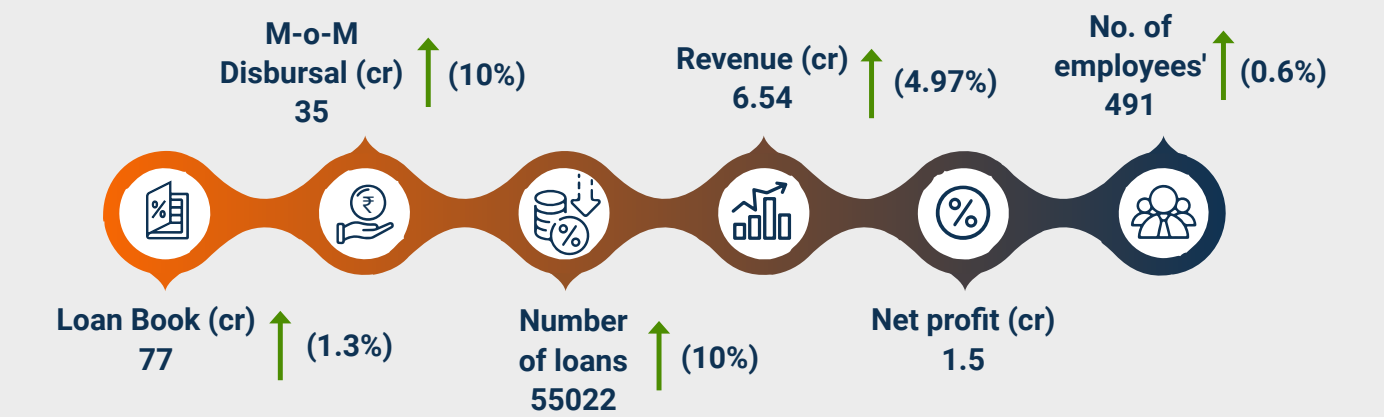 M-o-M
Disbursal (cr)
35
(10%)
Revenue (cr)
6.54
(4.97%)
No. of
employees'
491
(0.6%)
%
₹
%
%
Loan Book (cr)
77
(1.3%)
Number
of loans
55022
(10%)
Net profit (cr)
1.5